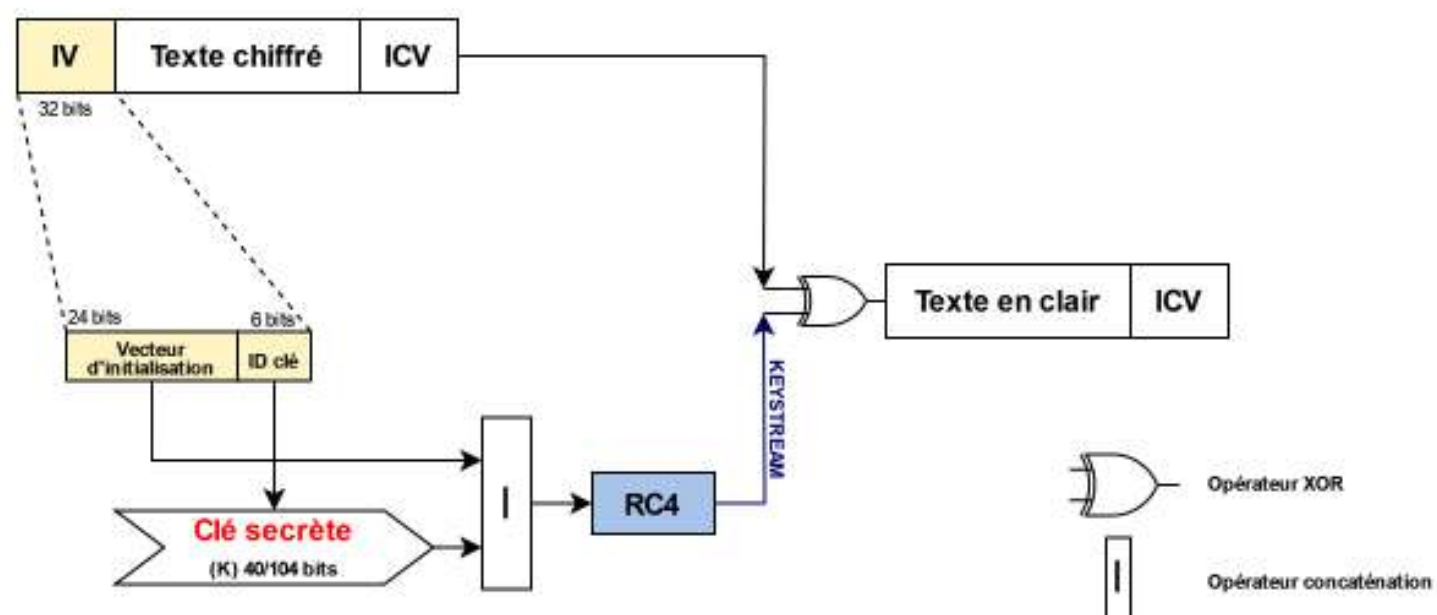 IV
Texte chiffré
ICV
32 bits
24 bits
6 bits
Vecteur
d'initialisation
ID clé
Texte en clair
ICV
KEYSTREAM
I
RC4
Clé secrète
(K) 40/104 bits
Opérateur XOR
I
Opérateur concaténation